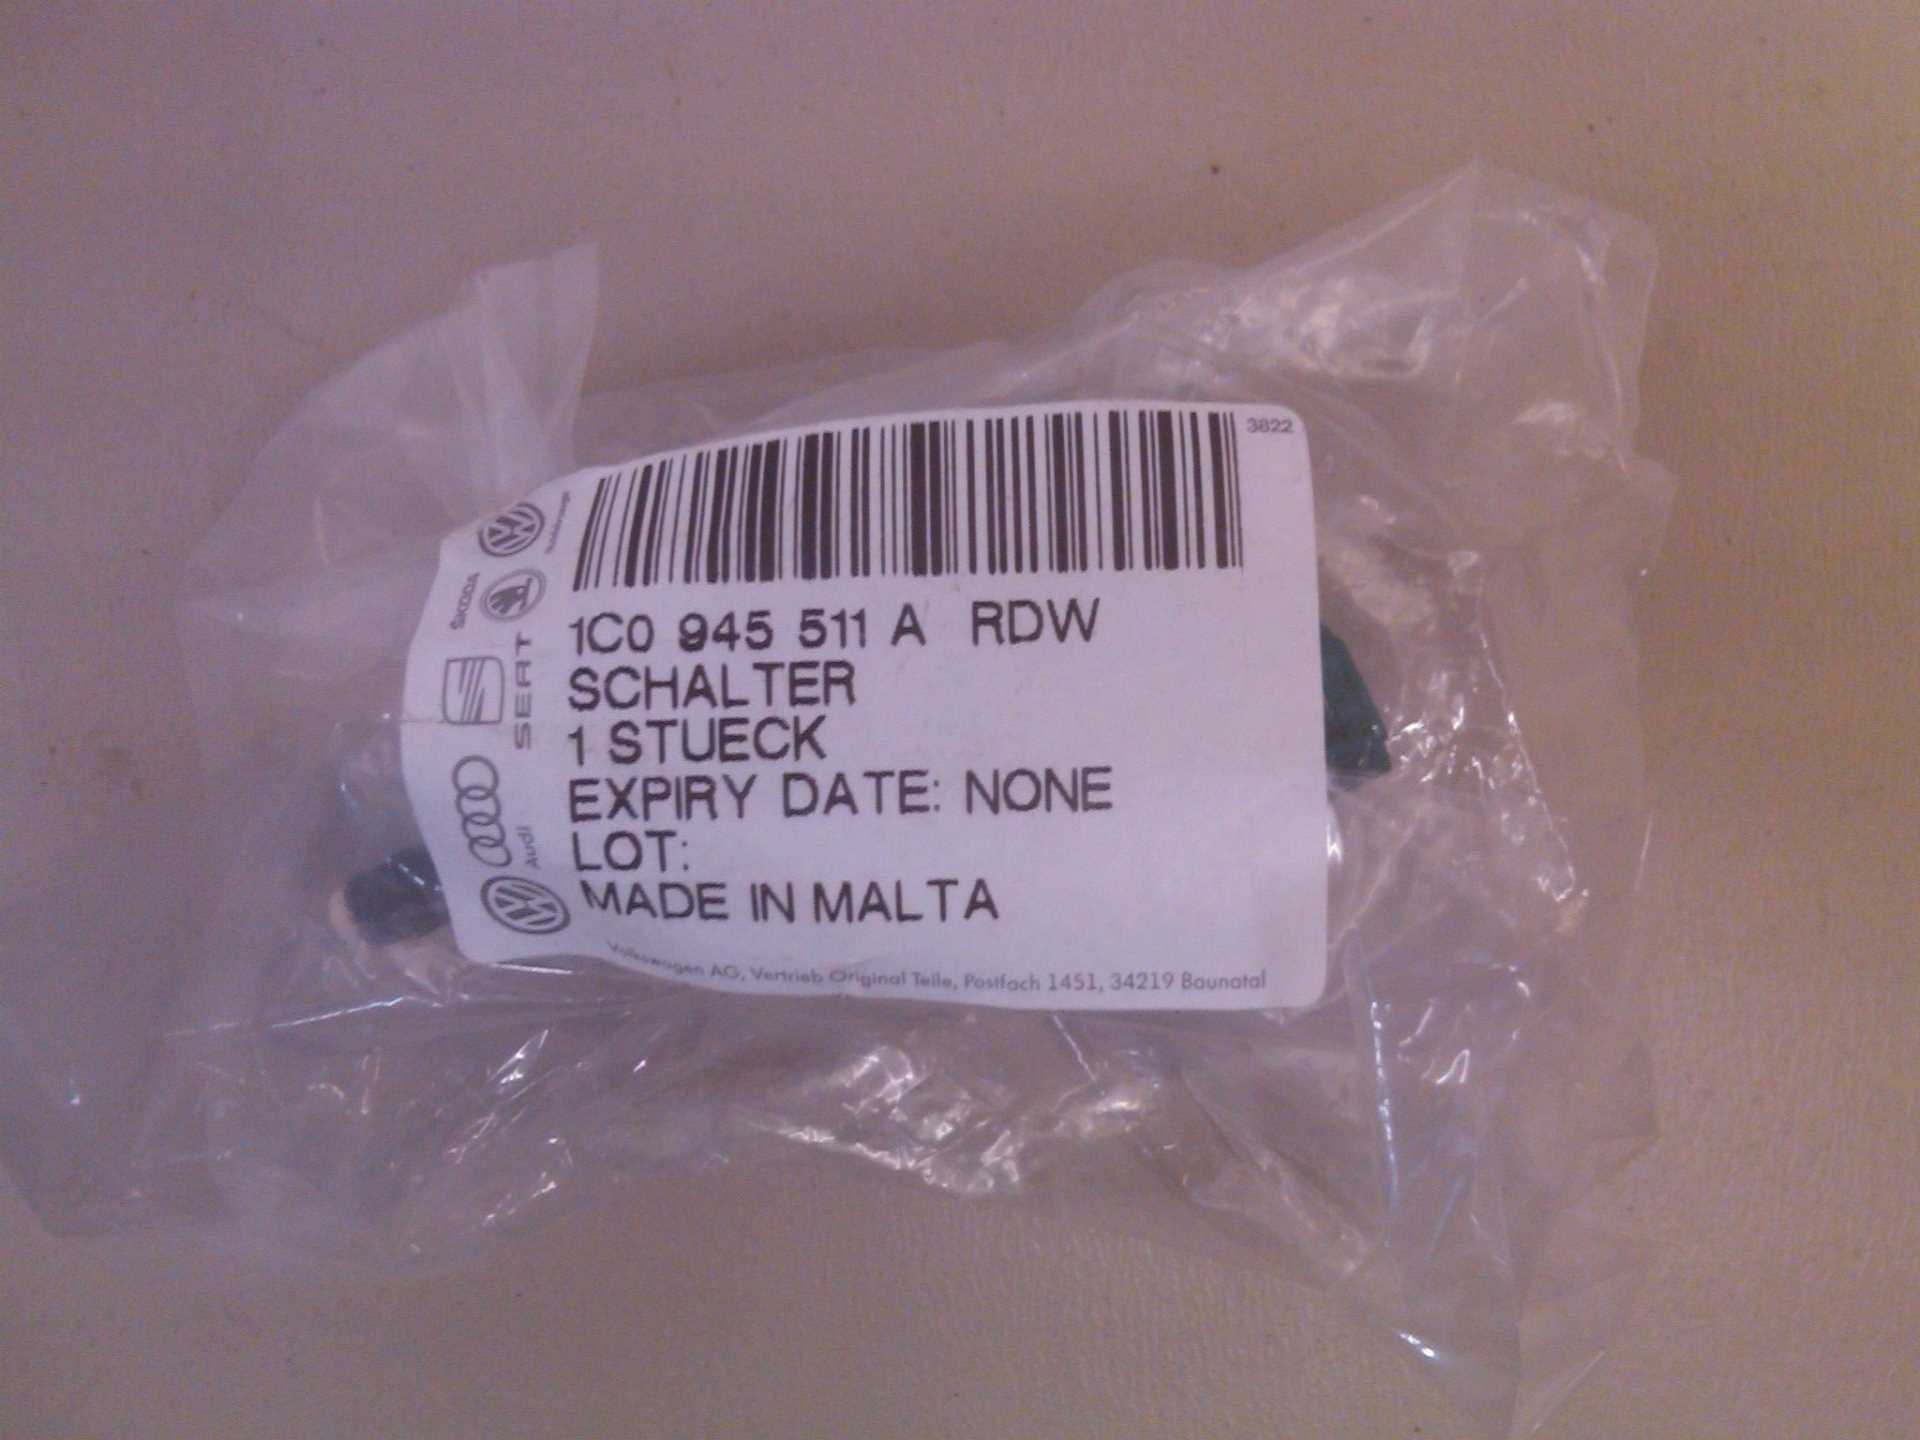 3822
1C0 945 511 A RDW
SCHALTER
1 STUECK
EXPIRY DATE: NONE
LOT:
MADE IN MALTA
Volkswagen AG, Vertrieb Original Teile, Postfach 1451, 34219 Baunatal
ŠKODA
SEAT
Audi